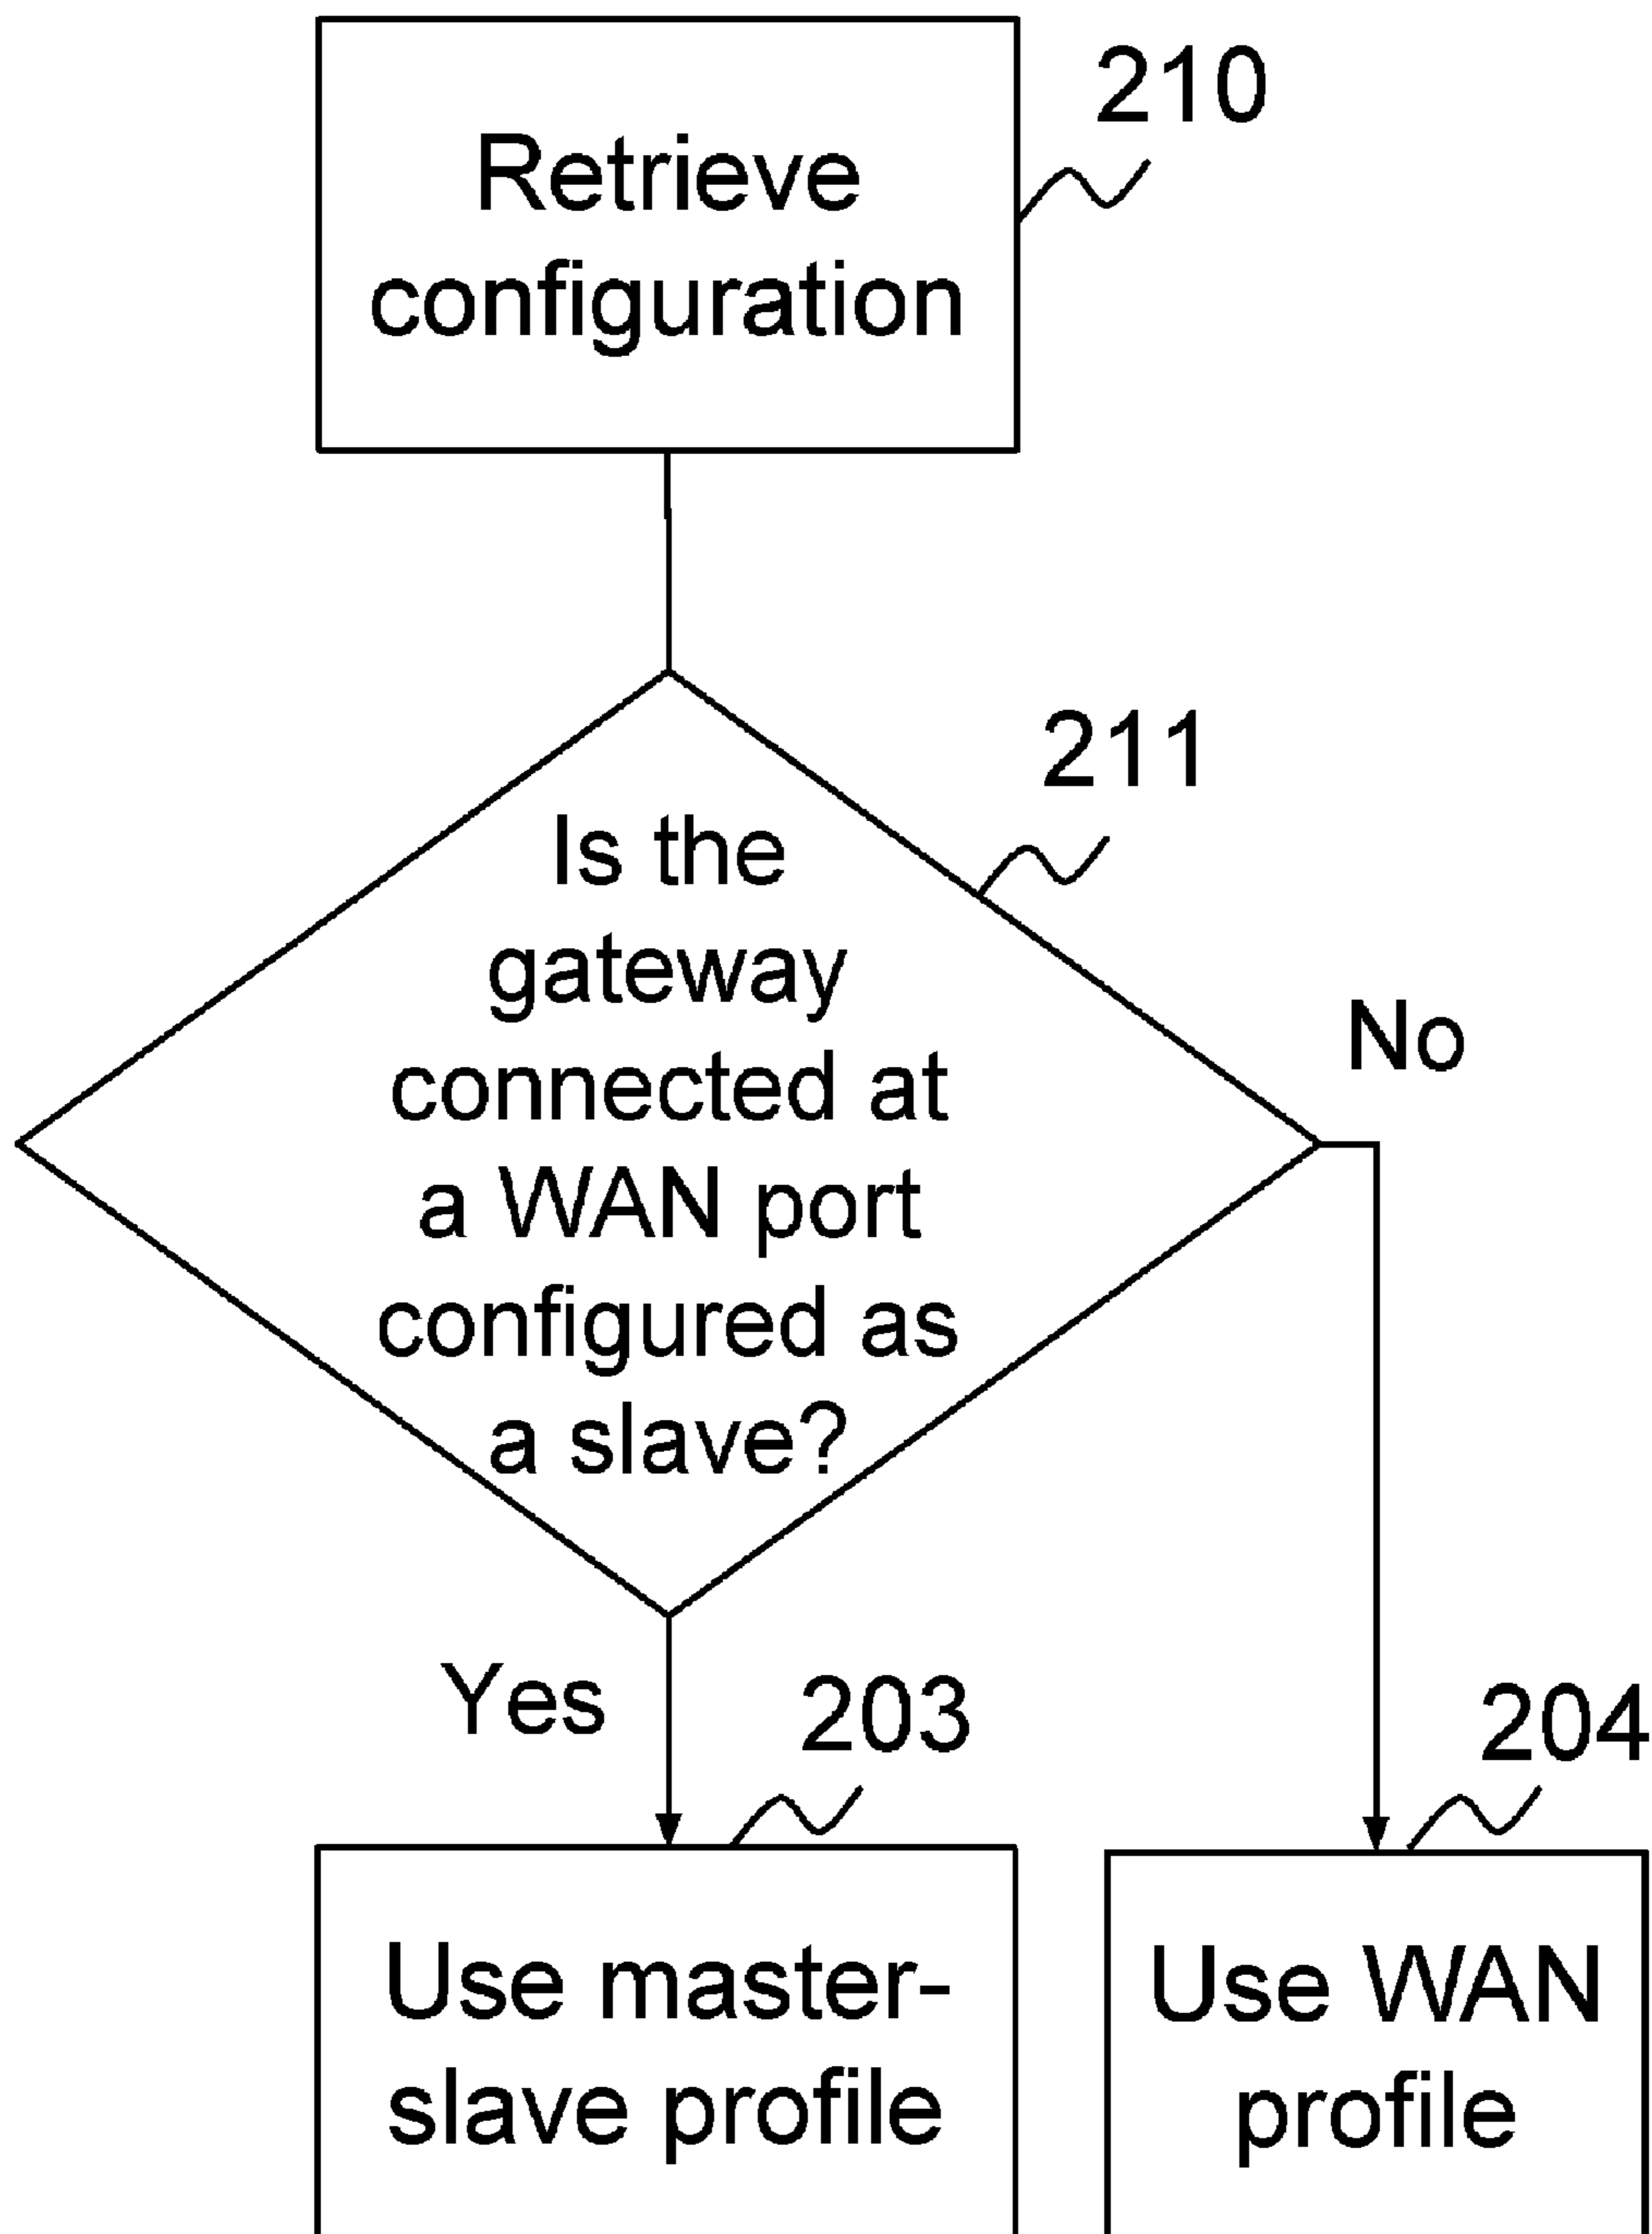 210
Retrieve
configuration
211
Is the
gateway
connected at
a WAN port
configured as
a slave?
No
Yes
203
204
Use master-
slave profile
Use WAN
profile